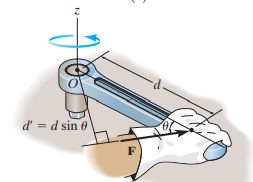 z
O
d
d' = d sin θ
θ
F